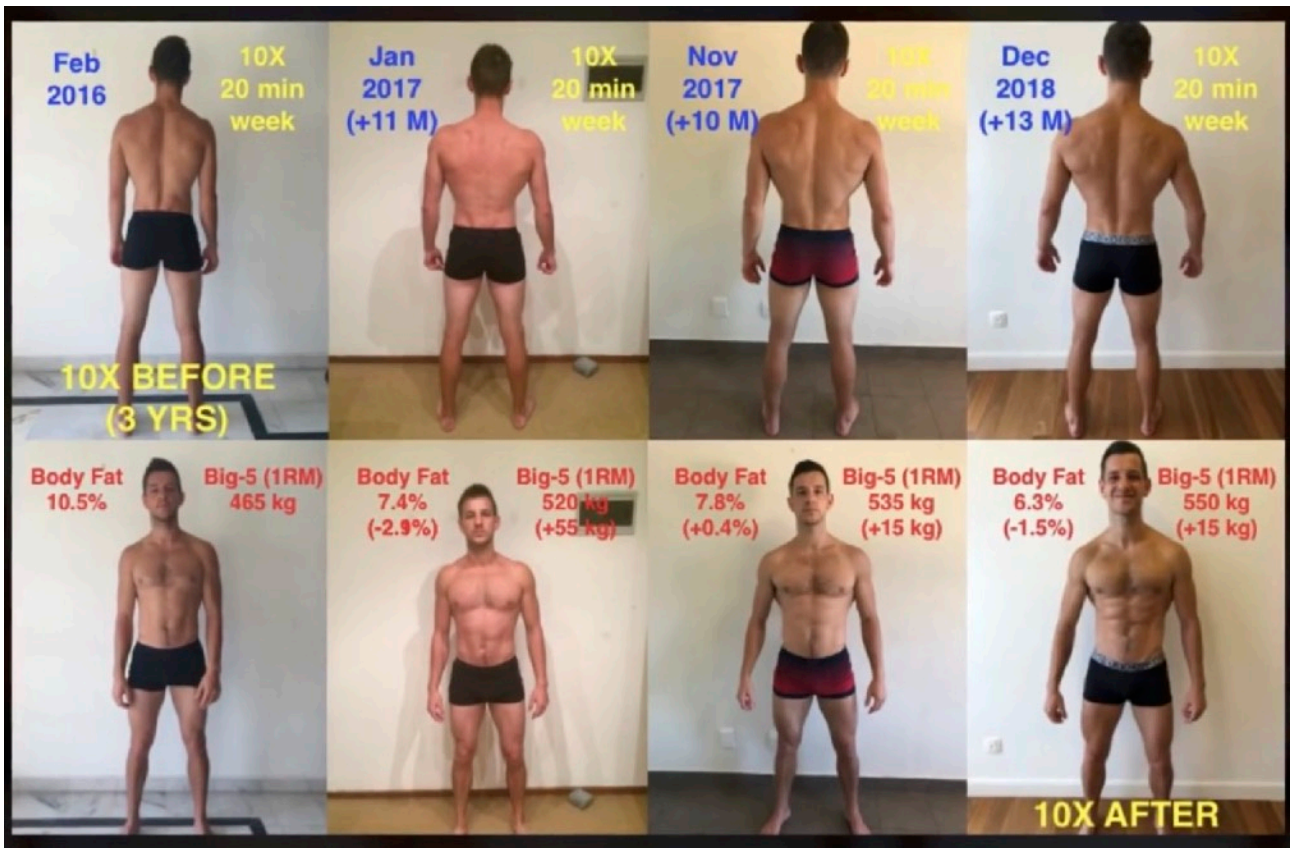 Feb
2016
10X
20 min
week
10X BEFORE
(3 YRS)
Jan
2017
(+11 M)
10X
20 min
week
Nov
2017
(+10 M)
10X
20 min
week
Dec
2018
(+13 M)
10X
20 min
week
Body Fat
10.5%
Big-5 (1RM)
465 kg
Body Fat
7.4%
(-2.9%)
Big-5 (1RM)
520 kg
(+55 kg)
Body Fat
7.8%
(+0.4%)
Big-5 (1RM)
535 kg
(+15 kg)
Body Fat
6.3%
(-1.5%)
Big-5 (1RM)
550 kg
(+15 kg)
10X AFTER